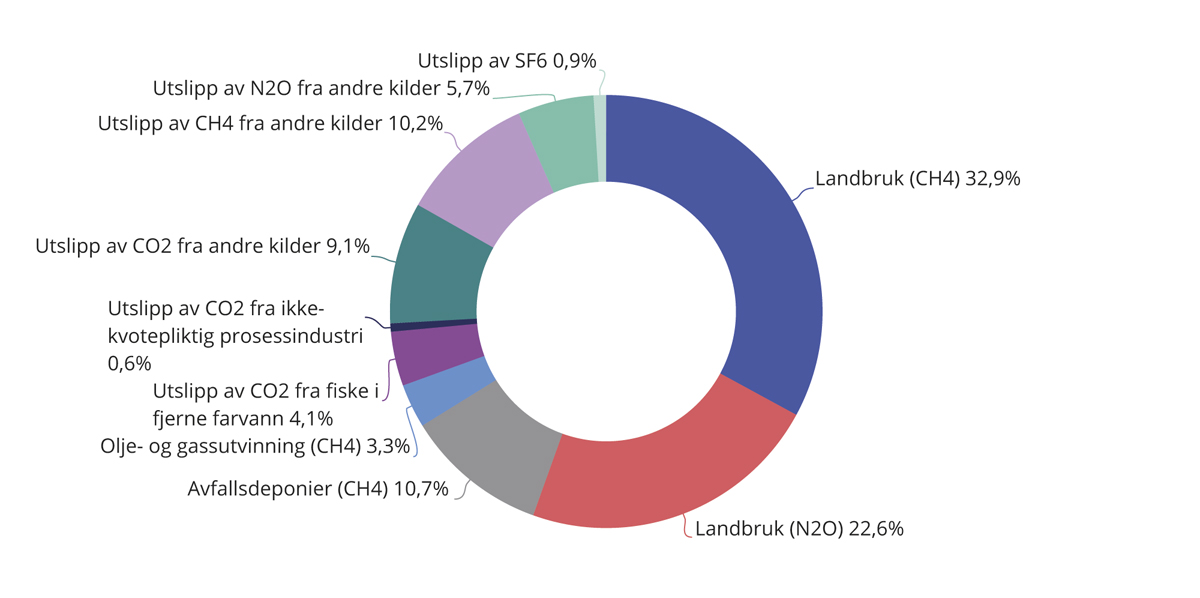 Utslipp av SF6 0,9%
Utslipp av N2O fra andre kilder 5,7%
Utslipp av CH4 fra andre kilder 10,2%
Landbruk (CH4) 32,9%
Utslipp av CO2 fra andre kilder 9,1%
Utslipp av CO2 fra ikke-
kvotepliktig prosessindustri
0,6%
Utslipp av CO2 fra fiske i
fjerne farvann 4,1%
Olje- og gassutvinning (CH4) 3,3%
Avfallsdeponier (CH4) 10,7%
Landbruk (N2O) 22,6%